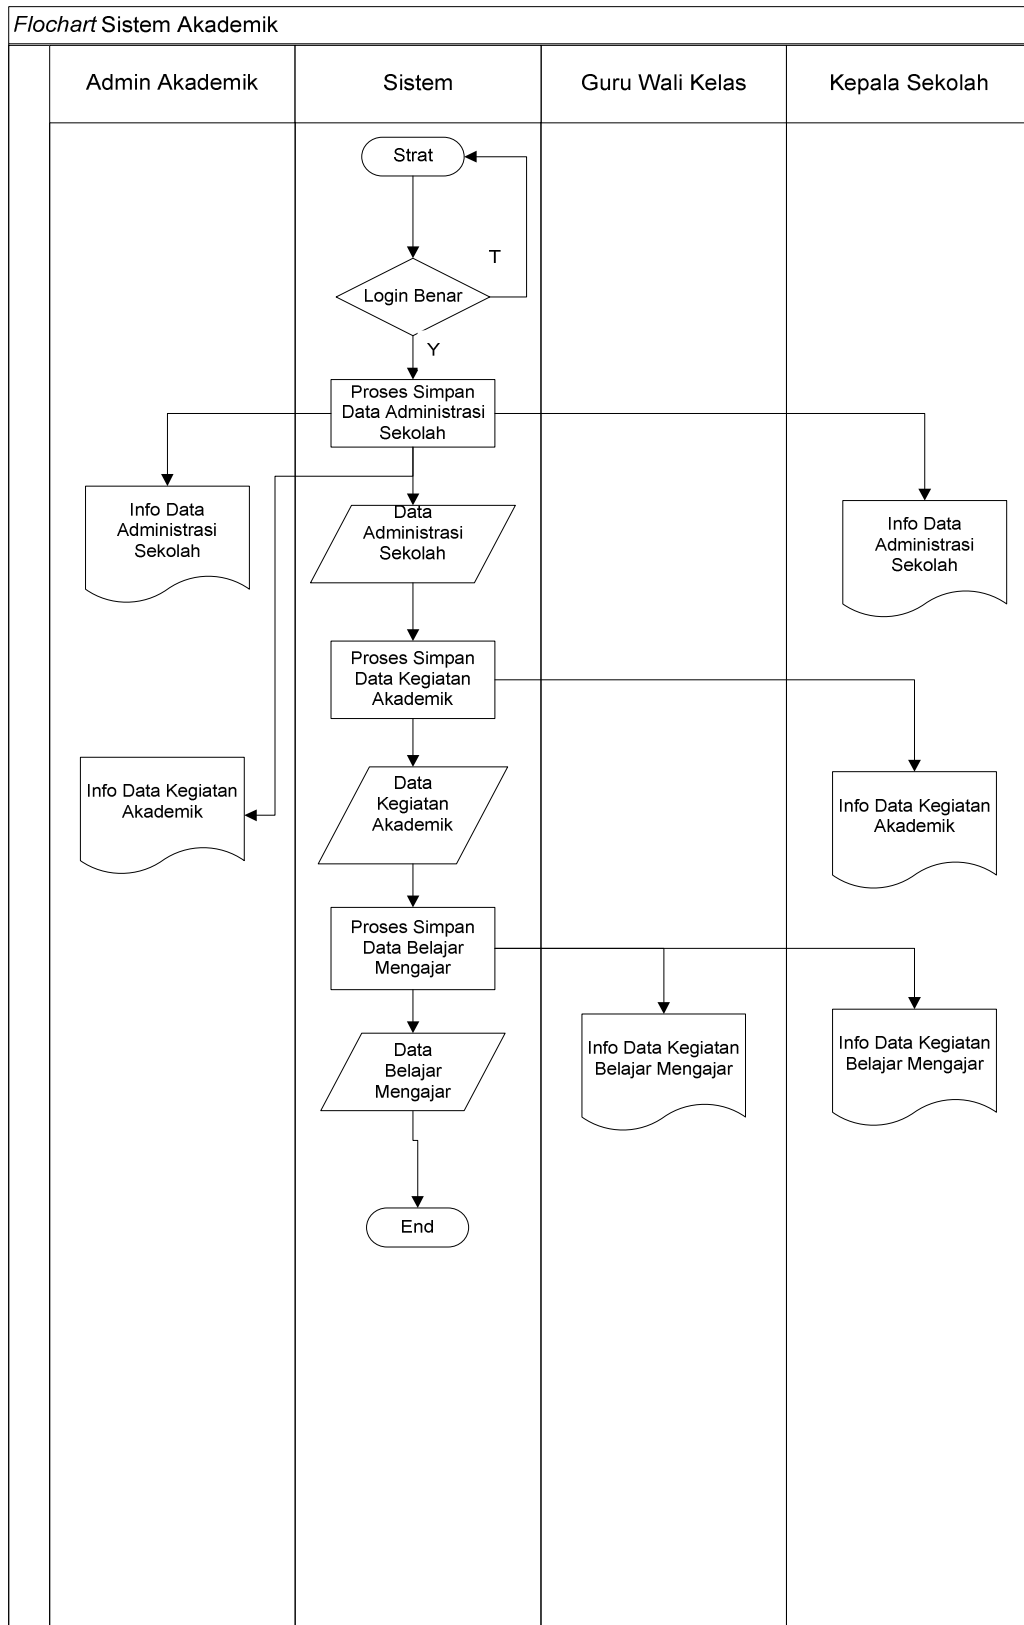 Flochart Sistem Akademik
Admin Akademik
Sistem
Guru Wali Kelas
Kepala Sekolah
Strat
T
Login Benar
Y
Proses Simpan
Data Administrasi
Sekolah
Info Data
Administrasi
Sekolah
Data
Administrasi
Sekolah
Info Data
Administrasi
Sekolah
Proses Simpan
Data Kegiatan
Akademik
Info Data Kegiatan
Akademik
Data
Kegiatan
Akademik
Info Data Kegiatan
Akademik
Proses Simpan
Data Belajar
Mengajar
Data
Belajar
Mengajar
Info Data Kegiatan
Belajar Mengajar
Info Data Kegiatan
Belajar Mengajar
End